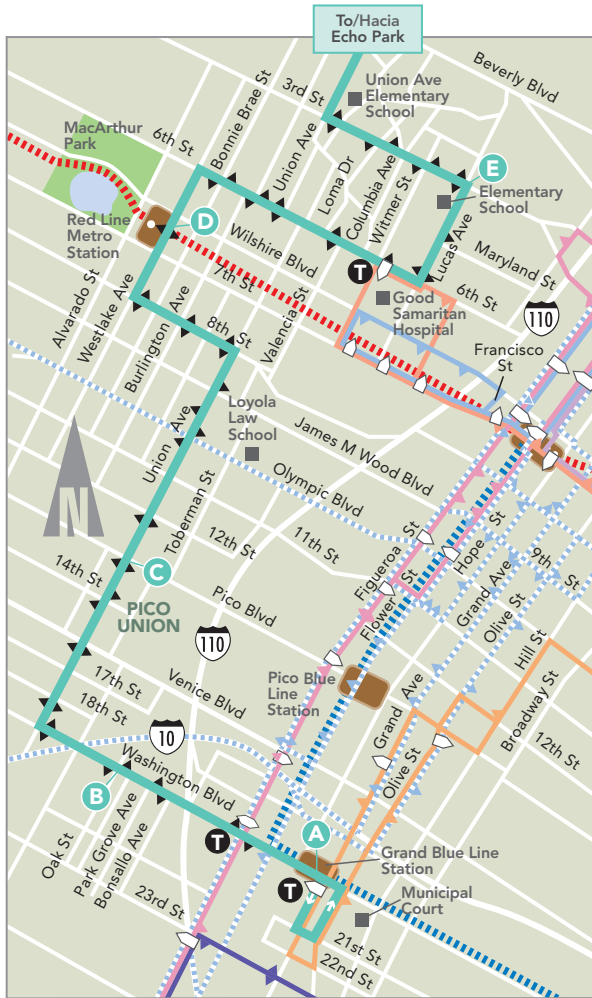 To/Hacia
Echo Park
Beverly Blvd
3rd St
Union Ave
Elementary
School
Bonnie Brae St
MacArthur
Park
6th St
Union Ave
Loma Dr
Columbia Ave
Witmer St
E
Elementary
School
Lucas Ave
D
Red Line
Metro
Station
Wilshire Blvd
7th St
T
Maryland St
6th St
Good
Samaritan
Hospital
110
Alvarado St
Westlake Ave
Burlington Ave
8th St
Valencia St
Francisco
St
Loyola
Law
School
Union Ave
James M Wood Blvd
N
Toberman St
Olympic Blvd
12th St
11th St
Figueroa St
Flower St
Hope St
9th St
Grand Ave
Olive St
14th St
C
PICO
UNION
Pico Blvd
110
Hill St
Broadway St
17th St
Venice Blvd
Pico Blue
Line
Station
Grand Ave
18th St
10
12th St
Olive St
Washington Blvd
B
Oak St
Park Grove Ave
Bonsallo Ave
T
A
Grand Blue Line
Station
T
23rd St
Municipal
Court
21st St
22nd St